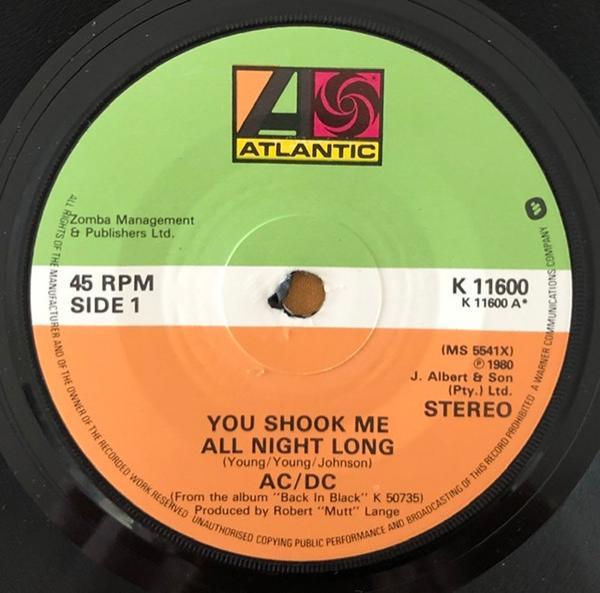 ATLANTIC
Zomba Management
& Publishers Ltd.
45 RPM
SIDE 1
K 11600
K 11600 A*
(MS 5541X)
℗ 1980
J. Albert & Son
(Pty.) Ltd.
STEREO
YOU SHOOK ME
ALL NIGHT LONG
(Young/Young/Johnson)
AC/DC
(From the album "Back In Black" K 50735)
Produced by Robert "Mutt" Lange
ALL RIGHTS OF THE MANUFACTURER AND OF THE OWNER OF THE RECORDED WORK RESERVED UNAUTHORISED COPYING PUBLIC PERFORMANCE AND BROADCASTING OF THIS RECORD PROHIBITED A WARNER COMMUNICATIONS COMPANY